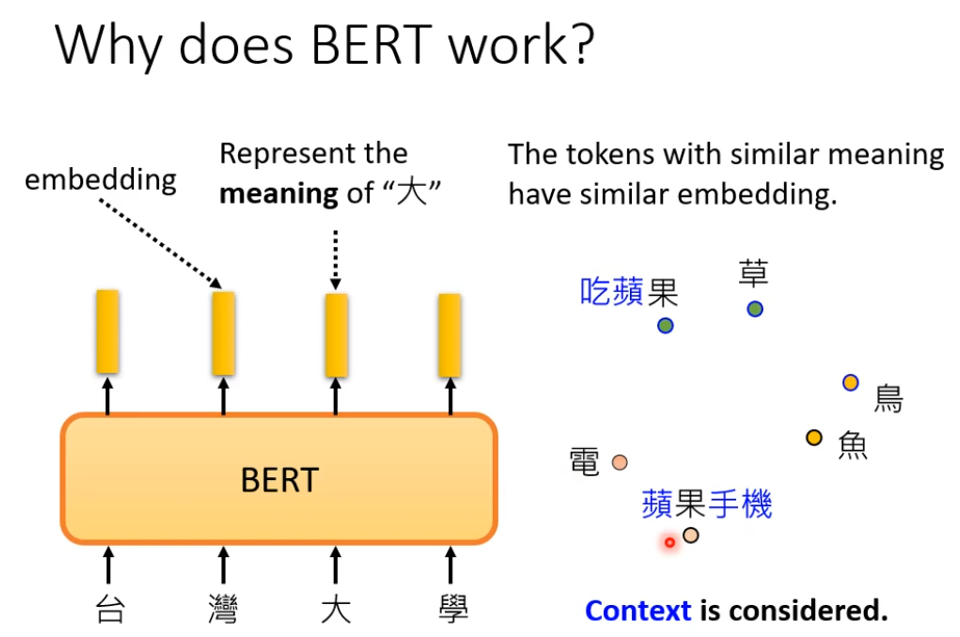 Why does BERT work?
embedding
Represent the
meaning of “大”
The tokens with similar meaning
have similar embedding.
吃蘋果
草
鳥
魚
電
蘋果手機
BERT
台 灣 大 學
Context is considered.